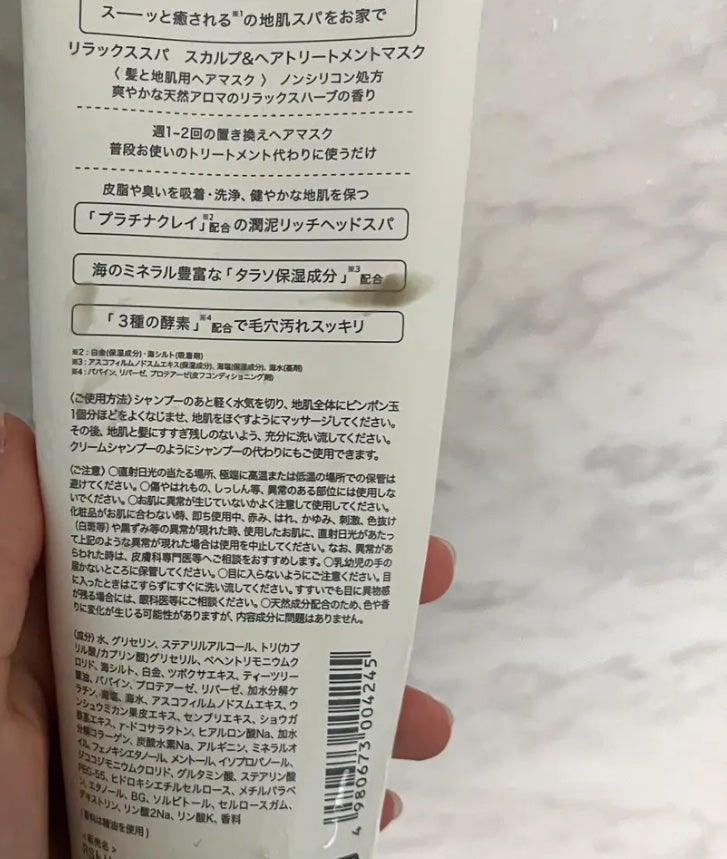 スーーッと癒される※1の地肌スパをお家で
リラックススパ スカルプ&ヘアトリートメントマスク
〈 髪と地肌用ヘアマスク 〉 ノンシリコン処方
爽やかな天然アロマのリラックスハーブの香り
週1~2回の置き換えヘアマスク
普段お使いのトリートメント代わりに使うだけ
皮脂や臭いを吸着・洗浄、健やかな地肌を保つ
「プラチナクレイ」※2配合の潤泥リッチヘッドスパ
海のミネラル豊富な「タラソ保湿成分」※3配合
「3種の酵素」※4配合で毛穴汚れスッキリ
※2:白金(保湿成分)・海シルト(吸着剤)
※3:アスコフィルムノドスムエキス(保湿成分)、海塩(保湿成分)、海水(基剤)
※4:パパイン、リパーゼ、プロテアーゼ(皮フコンディショニング剤)
〈ご使用方法〉シャンプーのあと軽く水気を切り、地肌全体にピンポン玉
1個分ほどをよくなじませ、地肌をほぐすようにマッサージしてください。
その後、地肌と髪にすすぎ残しのないよう、充分に洗い流してください。
クリームシャンプーのようにシャンプーの代わりにもご使用できます。
〈ご注意〉○直射日光の当たる場所、極端に高温または低温の場所での保管は
避けてください。○傷やはれもの、しっしん等、異常のある部位には使用しな
いでください。○お肌に異常が生じていないかよく注意して使用してください。
化粧品がお肌に合わない時、即ち使用中、赤み、はれ、かゆみ、刺激、色抜け
(白斑等)や黒ずみ等の異常が現れた時、使用したお肌に、直射日光があたっ
て上記のような異常が現れた場合は使用を中止してください。なお、異常があ
らわれた時は、皮膚科専門医等へご相談をおすすめします。○乳幼児の手の
届かないところに保管してください。○目に入らないようにご注意ください。目
に入ったときはこすらずにすぐに洗い流してください。すすいでも目に異物感
が残る場合には、眼科医等にご相談ください。○天然成分配合のため、色や香
りに変化が生じる可能性がありますが、内容成分に問題はありません。
〈成分〉水、グリセリン、ステアリルアルコール、トリ(カプ
リル酸/カプリン酸)グリセリル、ベヘントリモニウムク
ロリド、海シルト、白金、ツボクサエキス、ティーツリー
葉油、パパイン、プロテアーゼ、リパーゼ、加水分解ケ
ラチン、海塩、海水、アスコフィルムノドスムエキス、ウ
ンシュウミカン果皮エキス、センブリエキス、ショウガ
根茎エキス、γ-ドコサラクトン、ヒアルロン酸Na、加水
分解コラーゲン、炭酸水素Na、アルギニン、ミネラルオ
イル、フェノキシエタノール、メントール、イソプロパノール、
ジココジモニウムクロリド、グルタミン酸、ステアリン酸
PEG-55、ヒドロキシエチルセルロース、メチルパラベ
ン、エタノール、BG、ソルビトール、セルロースガム、
デキストリン、リン酸2Na、リン酸K、香料
(香料は精油を使用)
〈販売名〉
4 980673 004245